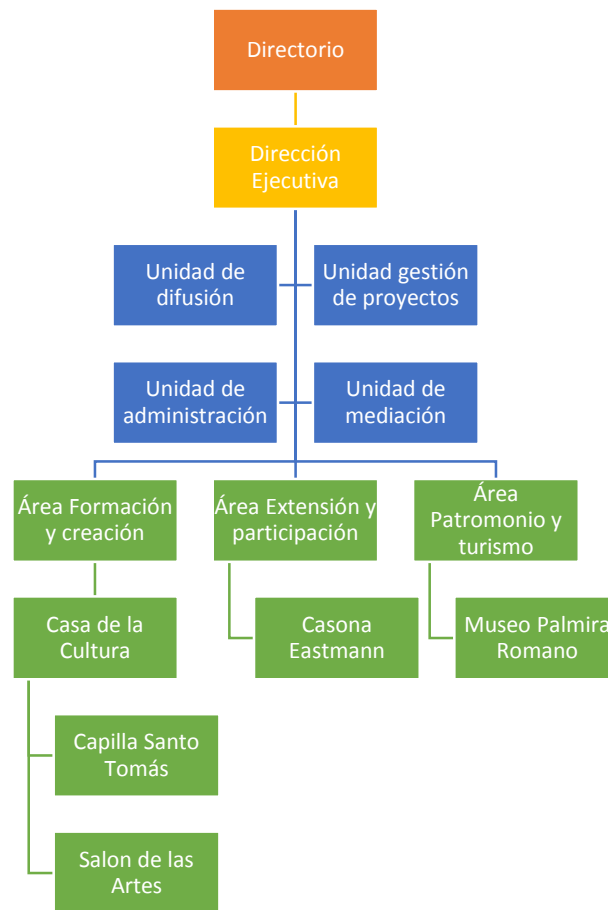 Directorio
Dirección
Ejecutiva
Unidad de
difusión
Unidad gestión
de proyectos
Unidad de
administración
Unidad de
mediación
Área Formación
y creación
Área Extensión y
participación
Área
Patromonio y
turismo
Casa de la
Cultura
Casona
Eastmann
Museo Palmira
Romano
Capilla Santo
Tomás
Salon de las
Artes